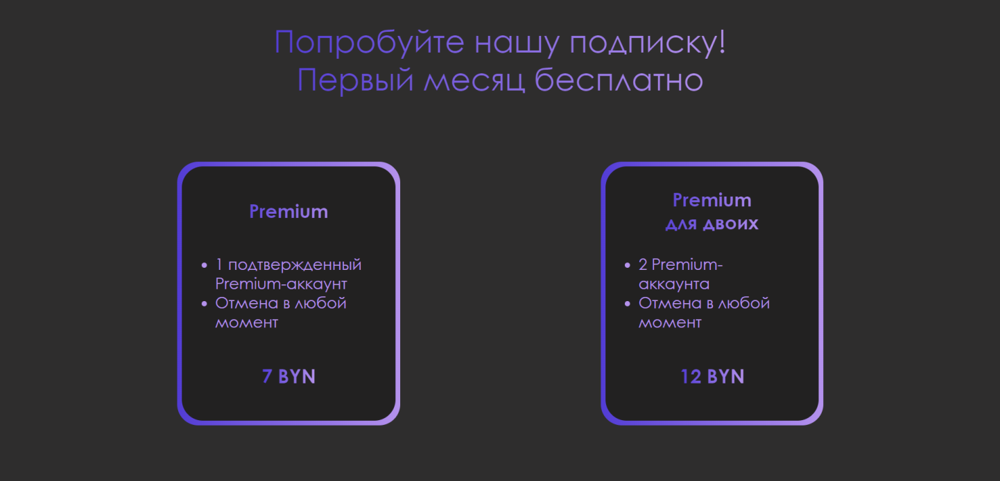 Попробуйте нашу подписку!
Первый месяц бесплатно
Premium
• 1 подтвержденный
Premium-аккаунт
• Отмена в любой
момент
7 BYN
Premium
для двоих
• 2 Premium-
аккаунта
• Отмена в любой
момент
12 BYN